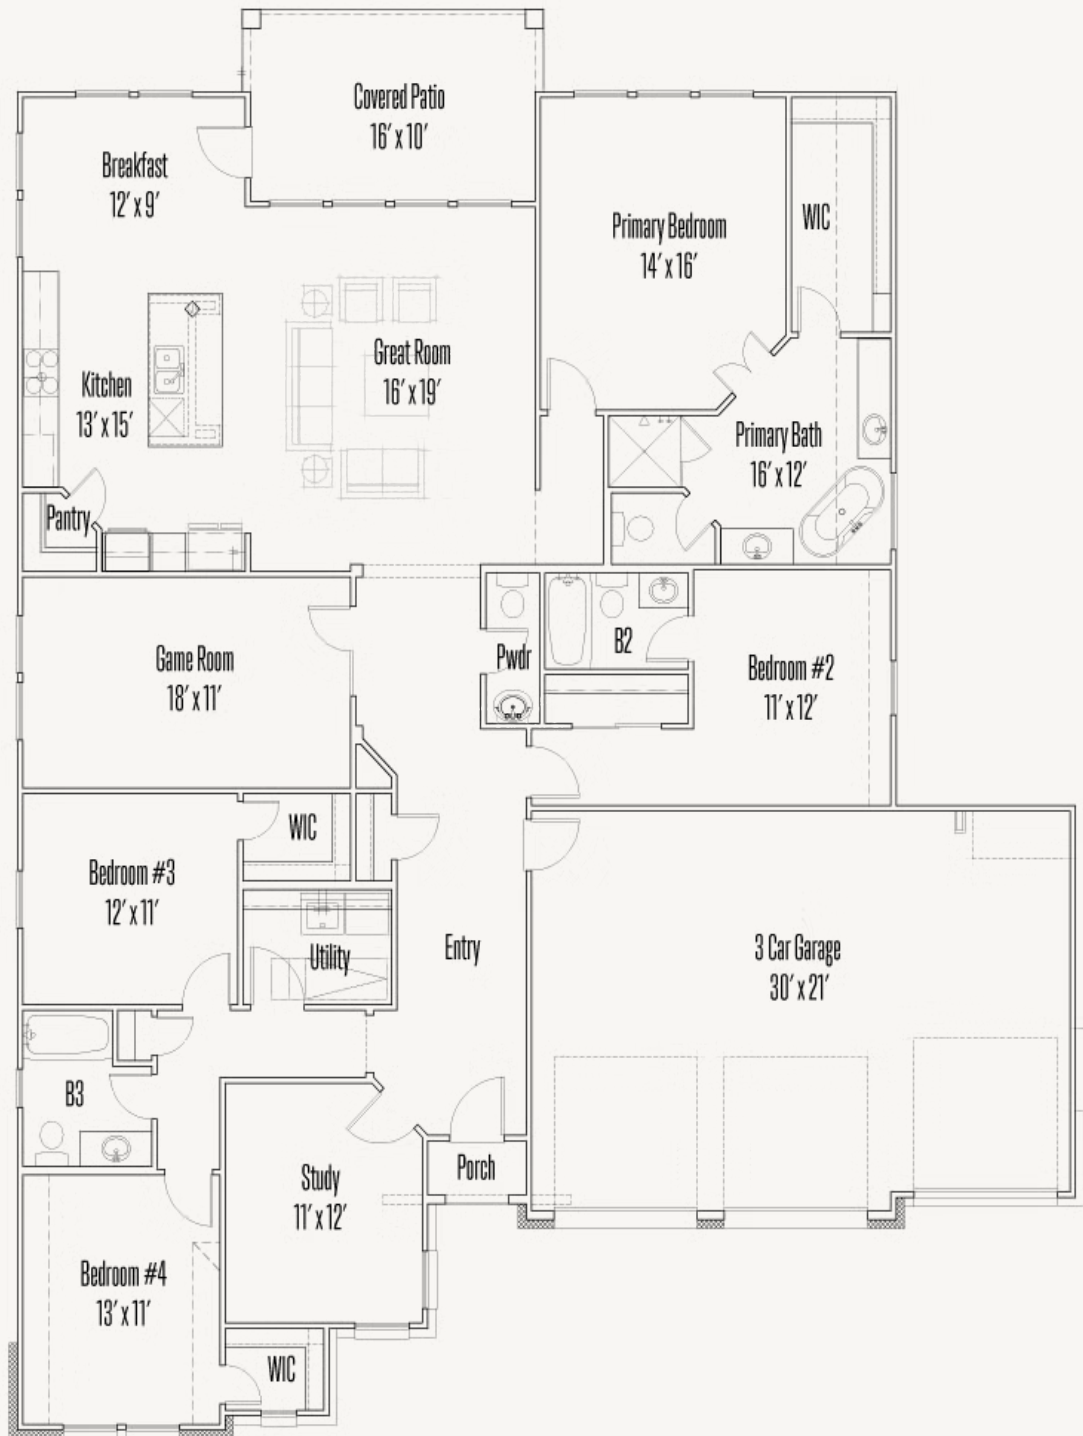 Covered Patio
16′ x 10′
Breakfast
12′ x 9′
Primary Bedroom
14′ x 16′
WIC
Great Room
16′ x 19′
Kitchen
13′ x 15′
Primary Bath
16′ x 12′
Pantry
Game Room
18′ x 11′
Pwdr
B2
Bedroom #2
11′ x 12′
WIC
Bedroom #3
12′ x 11′
Utility
Entry
3 Car Garage
30′ x 21′
B3
Study
11′ x 12′
Porch
Bedroom #4
13′ x 11′
WIC